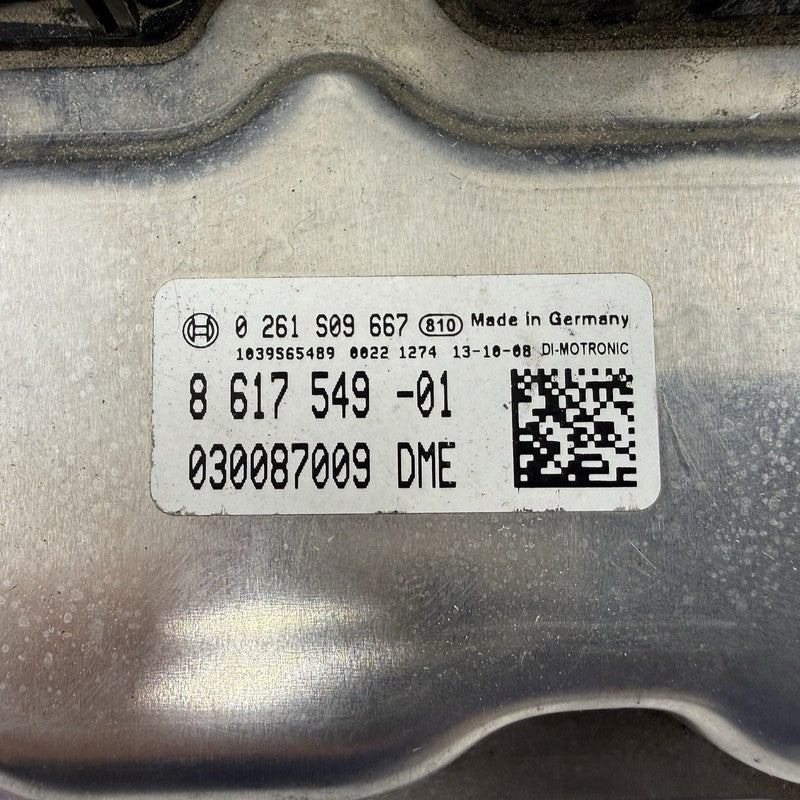 0 261 S09 667 810 Made in Germany
1039S65489 0022 1274 13-10-08 DI-MOTRONIC
8 617 549 -01
030087009 DME